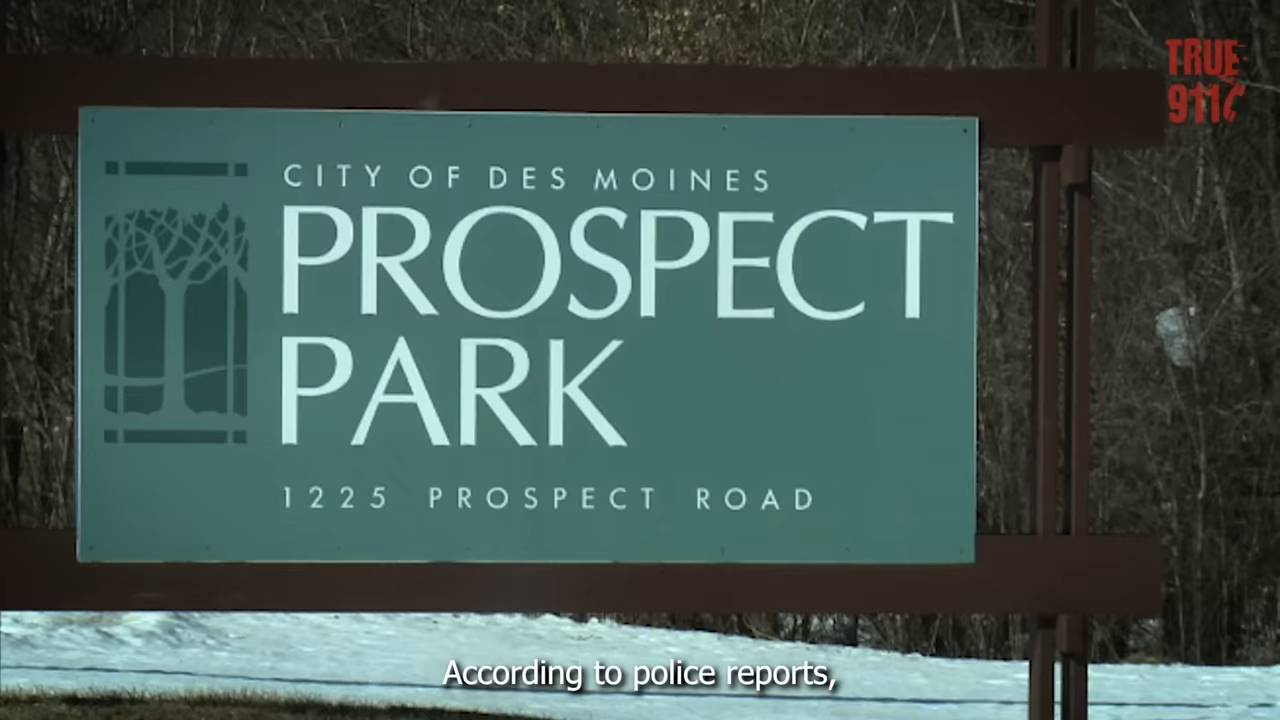 TRUE
911
CITY OF DES MOINES
PROSPECT
PARK
1225 PROSPECT ROAD
According to police reports,